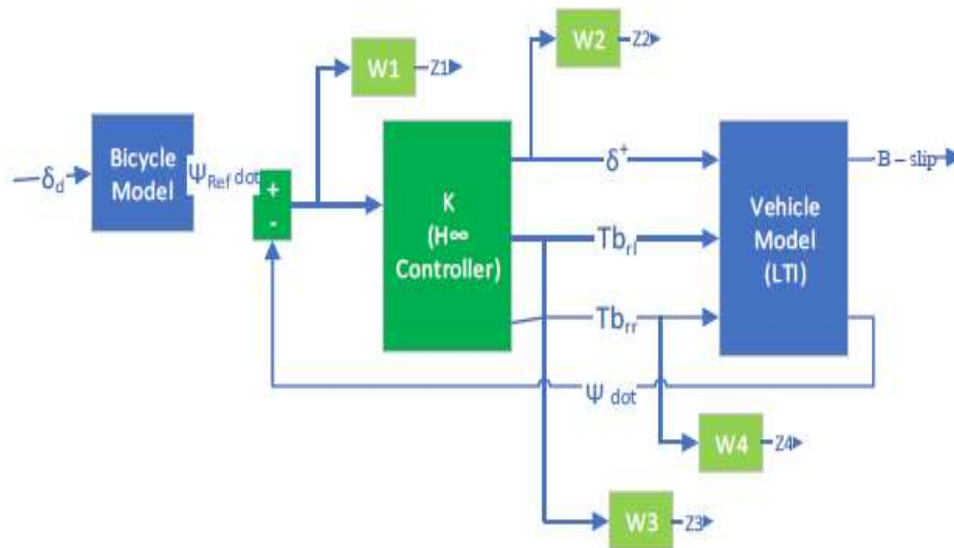 W2
Z2
W1
Z1
Bicycle
Model
δd
ΨRef dot
+
-
K
(H∞
Controller)
δ+
Tbrl
Tbrr
Vehicle
Model
(LTI)
B – slip
Ψ dot
W4
Z4
W3
Z3